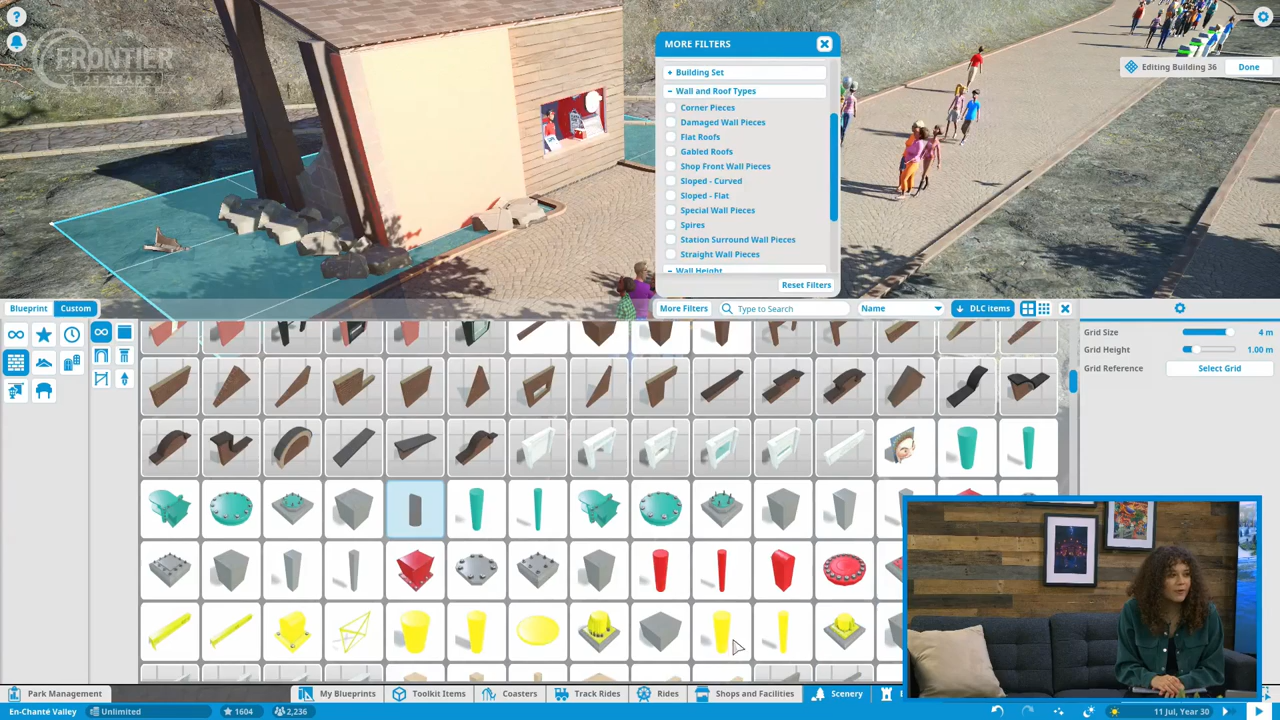 FRONTIER
25 YEARS
MORE FILTERS
+ Building Set
– Wall and Roof Types
Corner Pieces
Damaged Wall Pieces
Flat Roofs
Gabled Roofs
Shop Front Wall Pieces
Sloped - Curved
Sloped - Flat
Special Wall Pieces
Spires
Station Surround Wall Pieces
Straight Wall Pieces
– Wall Height
Reset Filters
Editing Building 36 Done
Blueprint Custom
More Filters Type to Search Name DLC items
Grid Size 4 m
Grid Height 1.00 m
Grid Reference Select Grid
Park Management My Blueprints Toolkit Items Coasters Track Rides Rides Shops and Facilities Scenery
En-Chanté Valley Unlimited 1604 2,236 11 Jul, Year 30